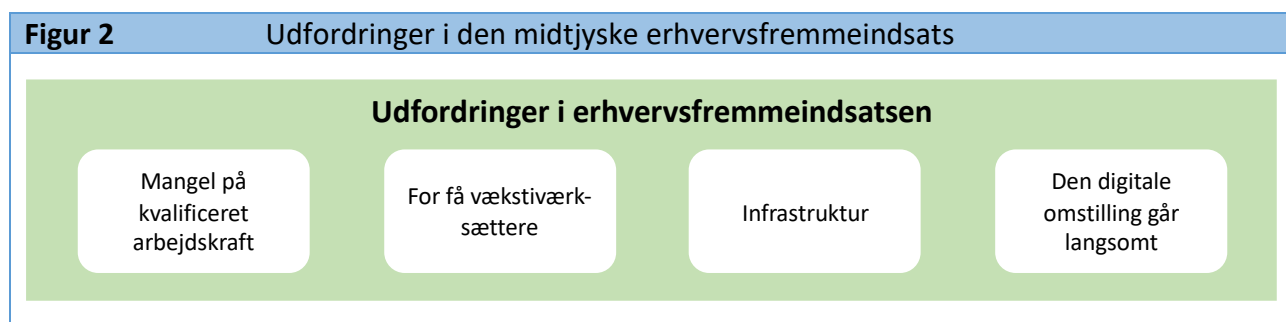 Figur 2 Udfordringer i den midtjyske erhvervsfremmeindsats
Udfordringer i erhvervsfremmeindsatsen
Mangel på
kvalificeret
arbejdskraft
For få vækstiværk-
sættere
Infrastruktur
Den digitale
omstilling går
langsomt